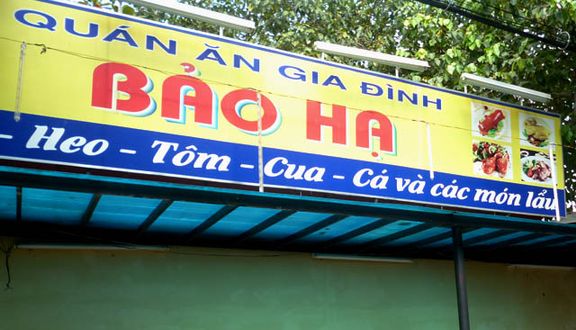 QUÁN ĂN GIA ĐÌNH
BẢO HẠ
- Heo - Tôm - Cua - Cá và các món lẩu